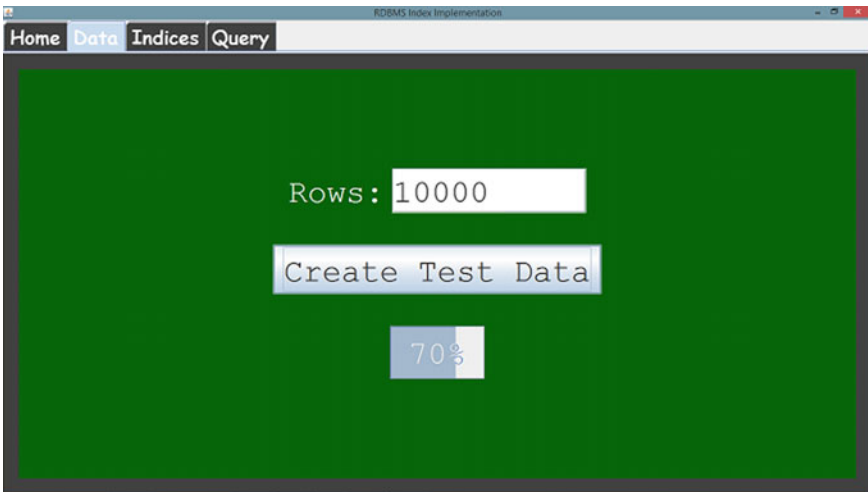 RDBMS Index Implementation
Home Data Indices Query
Rows: 10000
Create Test Data
70%